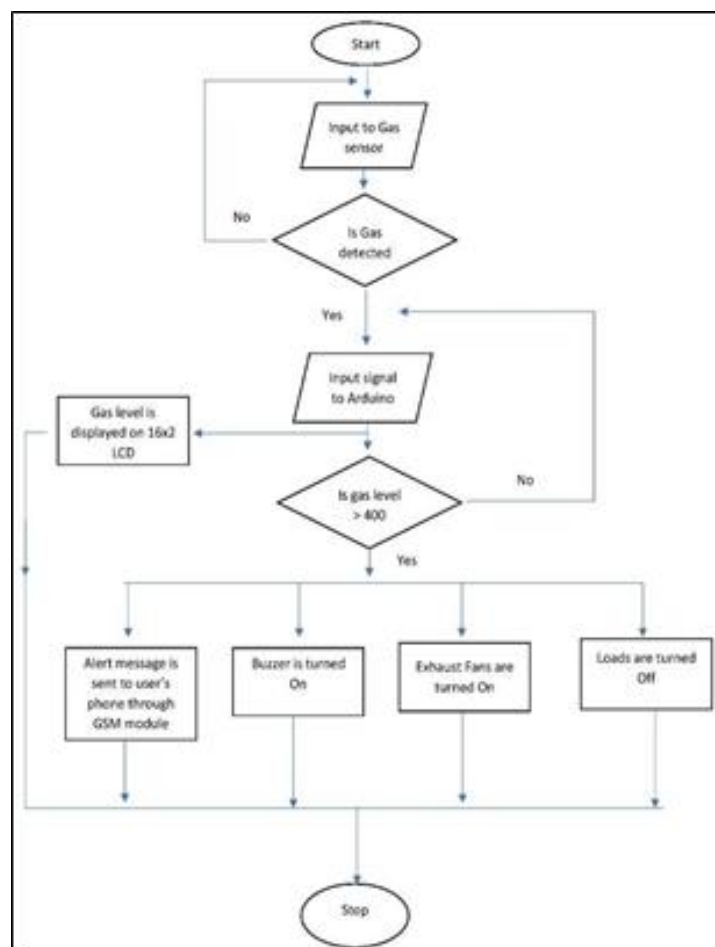 Start
Input to Gas
sensor
No
Is Gas
detected
Yes
Input signal
to Arduino
Gas level is
displayed on 16x2
LCD
Is gas level
> 400
No
Yes
Alert message is
sent to user's
phone through
GSM module
Buzzer is turned
On
Exhaust Fans are
turned On
Loads are turned
Off
Stop